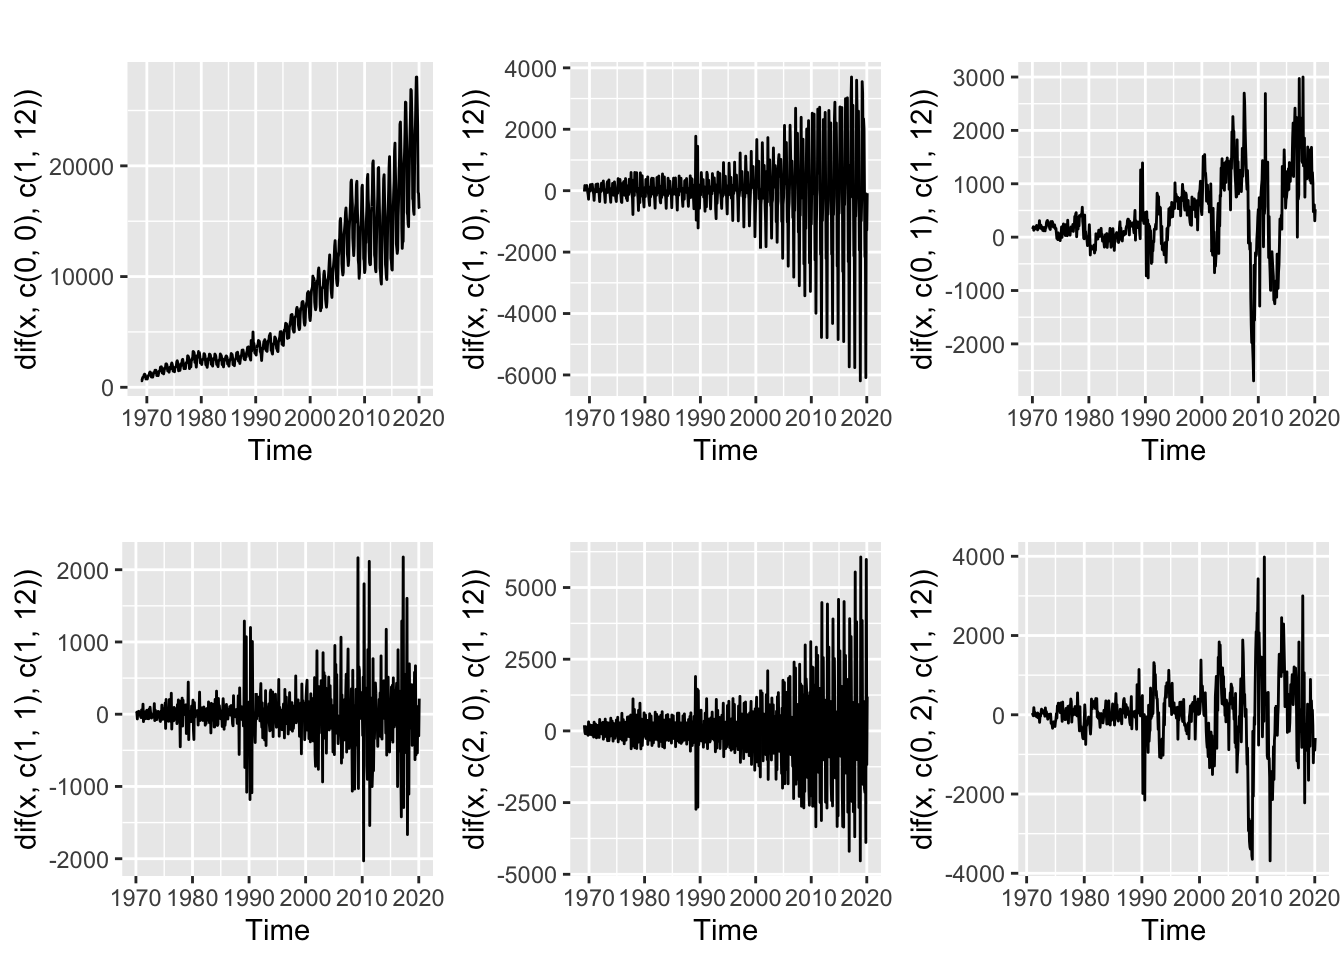 dif(x, c(0, 0), c(1, 12))
20000
10000
0
1970 1980 1990 2000 2010 2020
Time
dif(x, c(1, 0), c(1, 12))
4000
2000
0
-2000
-4000
-6000
1970 1980 1990 2000 2010 2020
Time
dif(x, c(0, 1), c(1, 12))
3000
2000
1000
0
-1000
-2000
1970 1980 1990 2000 2010 2020
Time
dif(x, c(1, 1), c(1, 12))
2000
1000
0
-1000
-2000
1970 1980 1990 2000 2010 2020
Time
dif(x, c(2, 0), c(1, 12))
5000
2500
0
-2500
-5000
1970 1980 1990 2000 2010 2020
Time
dif(x, c(0, 2), c(1, 12))
4000
2000
0
-2000
-4000
1970 1980 1990 2000 2010 2020
Time